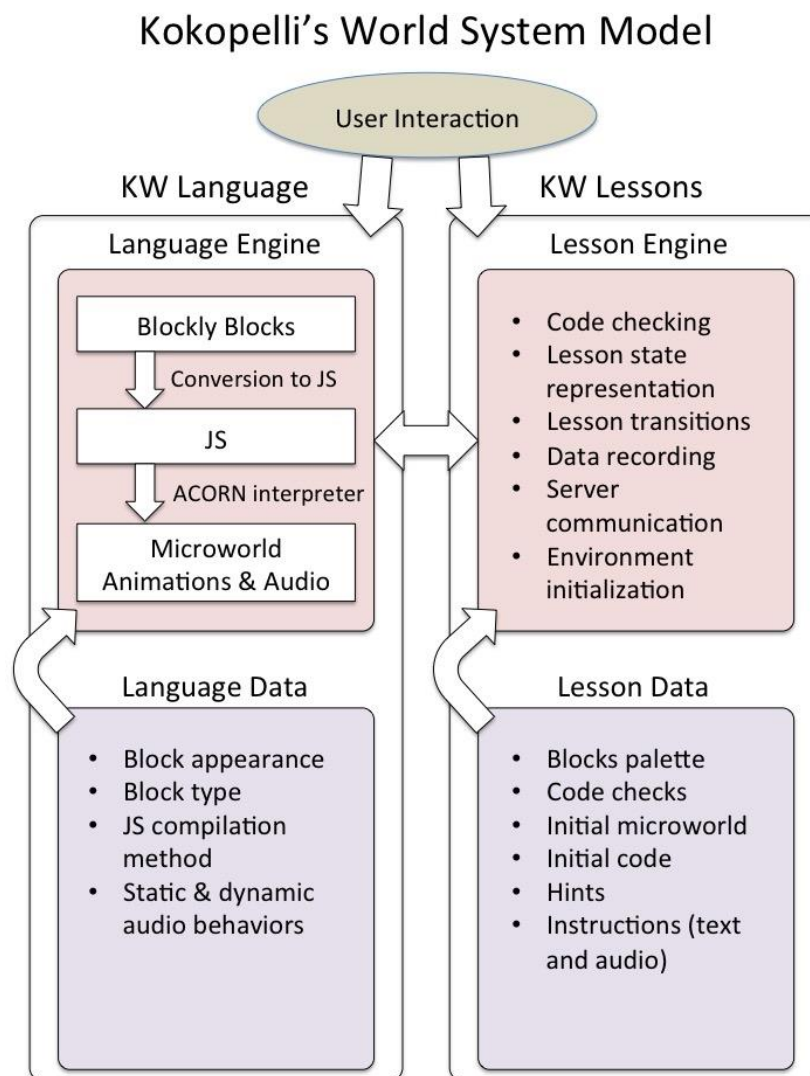 Kokopelli's World System Model
User Interaction
KW Language
Language Engine
Blockly Blocks
Conversion to JS
JS
ACORN interpreter
Microworld
Animations & Audio
Language Data
• Block appearance
• Block type
• JS compilation
method
• Static & dynamic
audio behaviors
KW Lessons
Lesson Engine
• Code checking
• Lesson state
representation
• Lesson transitions
• Data recording
• Server
communication
• Environment
initialization
Lesson Data
• Blocks palette
• Code checks
• Initial microworld
• Initial code
• Hints
• Instructions (text
and audio)